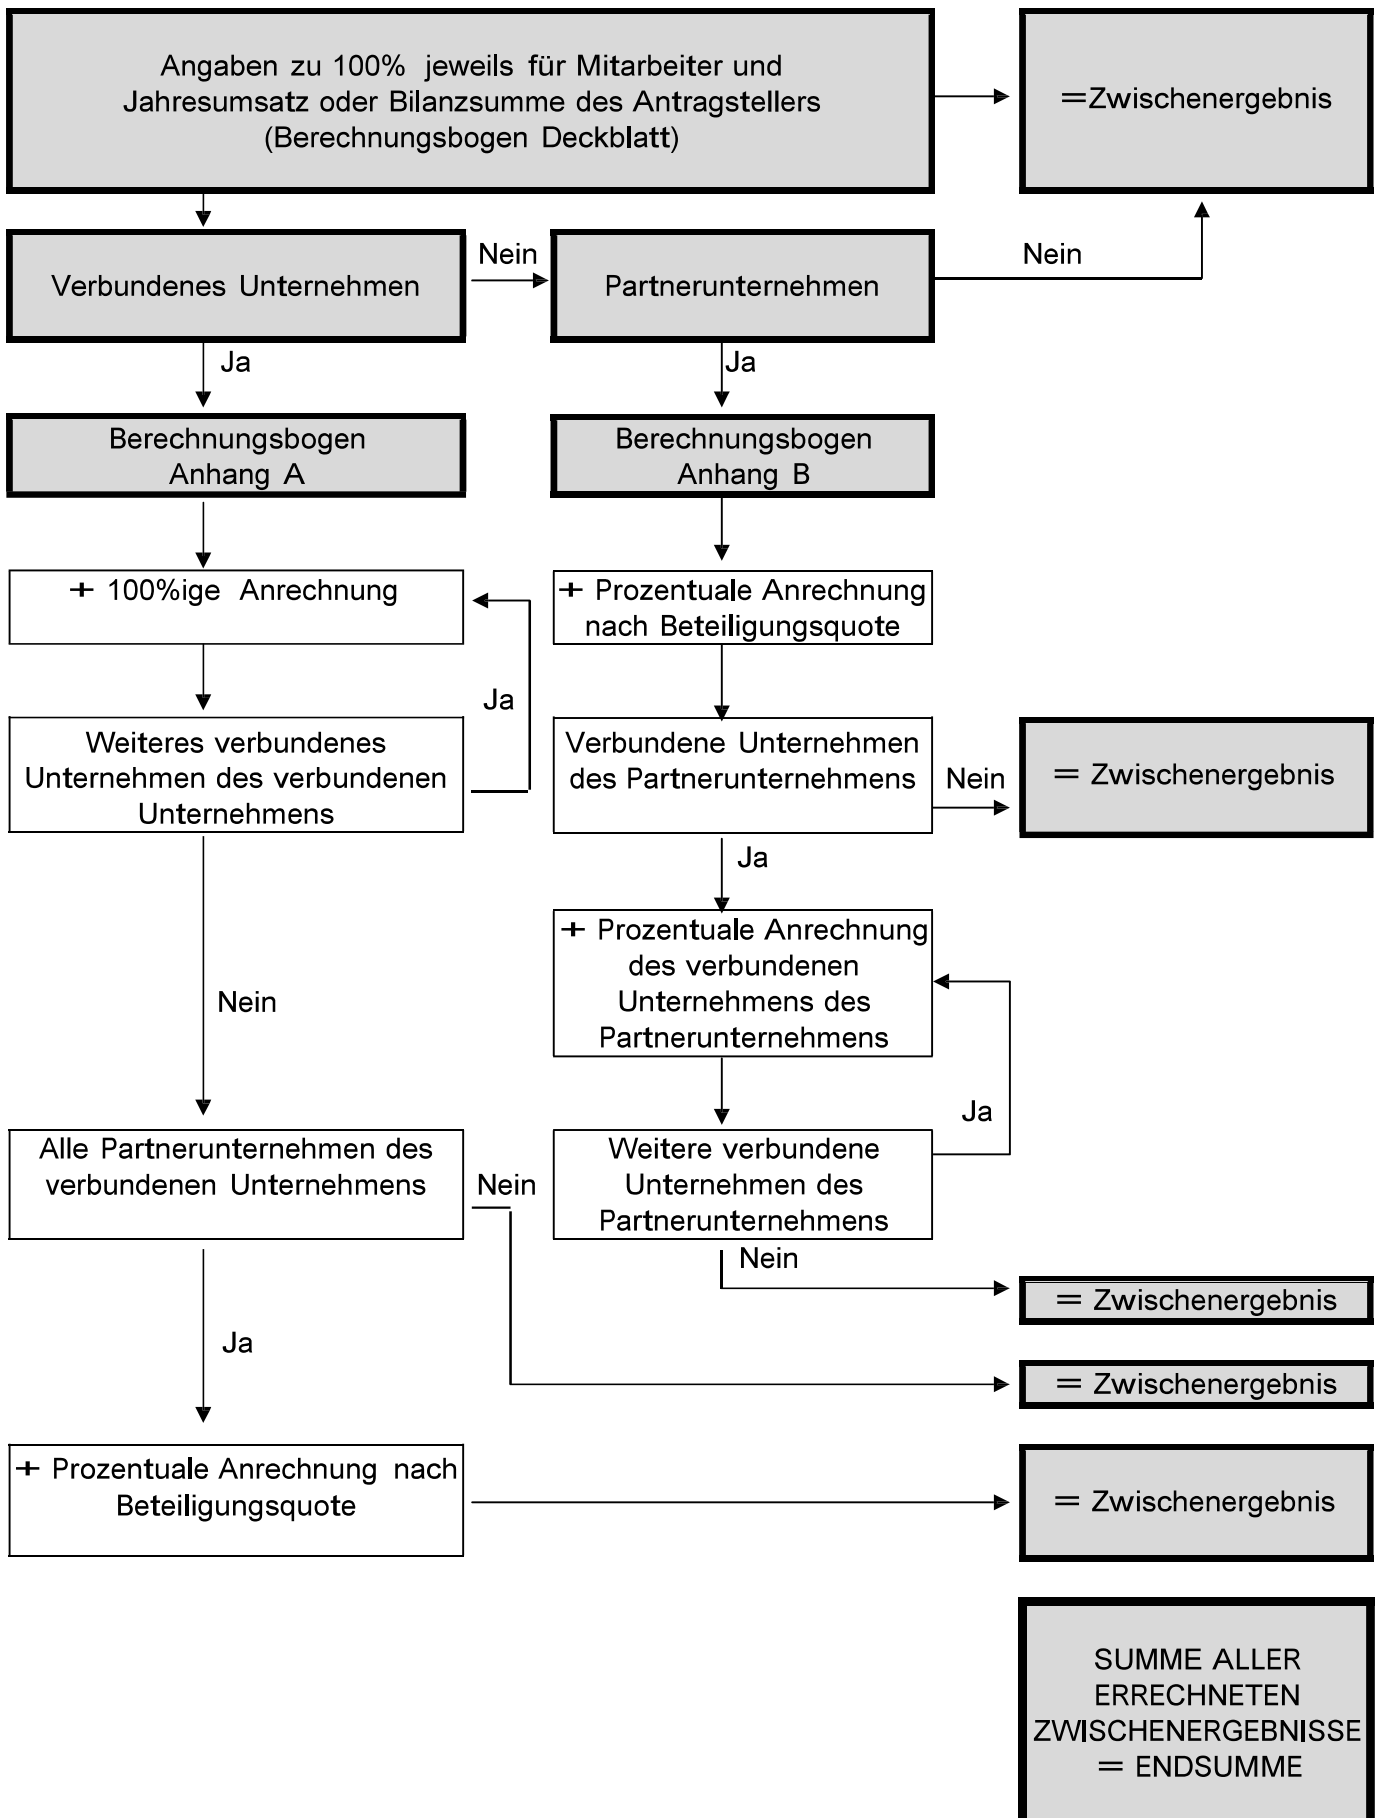 Angaben zu 100% jeweils für Mitarbeiter und
Jahresumsatz oder Bilanzsumme des Antragstellers
(Berechnungsbogen Deckblatt)
=Zwischenergebnis
Verbundenes Unternehmen
Nein
Partnerunternehmen
Nein
Ja
Ja
Berechnungsbogen
Anhang A
Berechnungsbogen
Anhang B
+ 100%ige Anrechnung
+ Prozentuale Anrechnung
nach Beteiligungsquote
Ja
Weiteres verbundenes
Unternehmen des verbundenen
Unternehmens
Verbundene Unternehmen
des Partnerunternehmens
Nein
= Zwischenergebnis
Ja
+ Prozentuale Anrechnung
des verbundenen
Unternehmens des
Partnerunternehmens
Nein
Ja
Alle Partnerunternehmen des
verbundenen Unternehmens
Nein
Weitere verbundene
Unternehmen des
Partnerunternehmens
Nein
= Zwischenergebnis
Ja
= Zwischenergebnis
+ Prozentuale Anrechnung nach
Beteiligungsquote
= Zwischenergebnis
SUMME ALLER
ERRECHNETEN
ZWISCHENERGEBNISSE
= ENDSUMME